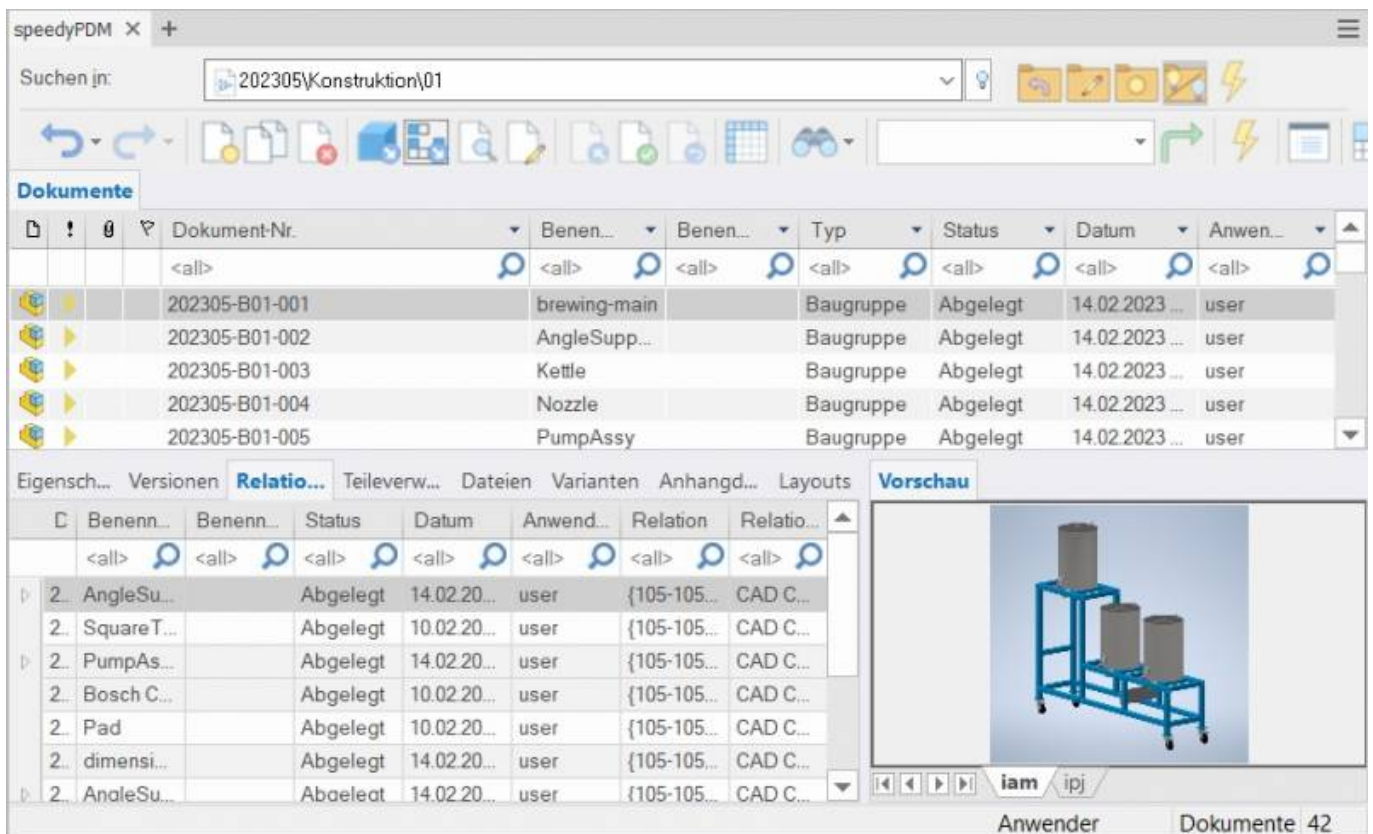 speedyPDM × +
Suchen in: 202305\Konstruktion\01
Dokumente
! Dokument-Nr. Benen... Benen... Typ Status Datum Anwen...
<all> <all> <all> <all> <all> <all> <all>
202305-B01-001 brewing-main Baugruppe Abgelegt 14.02.2023 ... user
202305-B01-002 AngleSupp... Baugruppe Abgelegt 14.02.2023 ... user
202305-B01-003 Kettle Baugruppe Abgelegt 14.02.2023 ... user
202305-B01-004 Nozzle Baugruppe Abgelegt 14.02.2023 ... user
202305-B01-005 PumpAssy Baugruppe Abgelegt 14.02.2023 ... user
Eigensch... Versionen Relatio... Teileverw... Dateien Varianten Anhangd... Layouts Vorschau
Benenn... Benenn... Status Datum Anwend... Relation Relatio...
<all> <all> <all> <all> <all> <all> <all>
2.. AngleSu... Abgelegt 14.02.20... user {105-105... CAD C...
2.. SquareT... Abgelegt 10.02.20... user {105-105... CAD C...
2.. PumpAs... Abgelegt 14.02.20... user {105-105... CAD C...
2.. Bosch C... Abgelegt 10.02.20... user {105-105... CAD C...
2.. Pad Abgelegt 10.02.20... user {105-105... CAD C...
2.. dimensi... Abgelegt 14.02.20... user {105-105... CAD C...
2.. AngleSu... Abgelegt 14.02.20... user {105-105... CAD C...
iam ipj
Anwender Dokumente 42